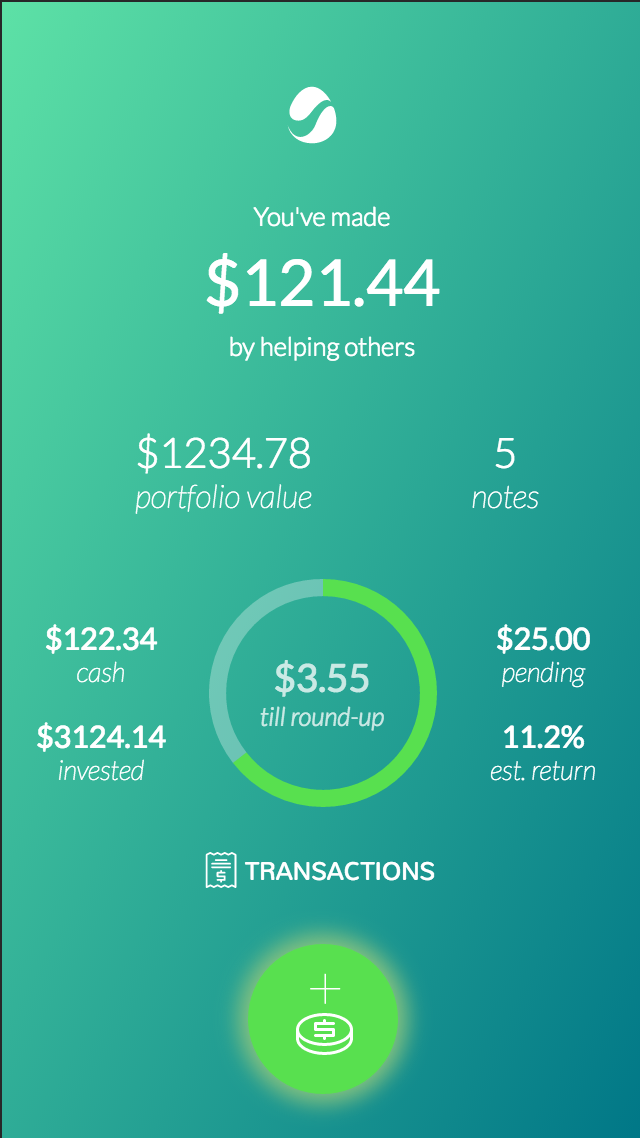 You've made
$121.44
by helping others
$1234.78
portfolio value
5
notes
$122.34
cash
$3124.14
invested
$3.55
till round-up
$25.00
pending
11.2%
est. return
TRANSACTIONS